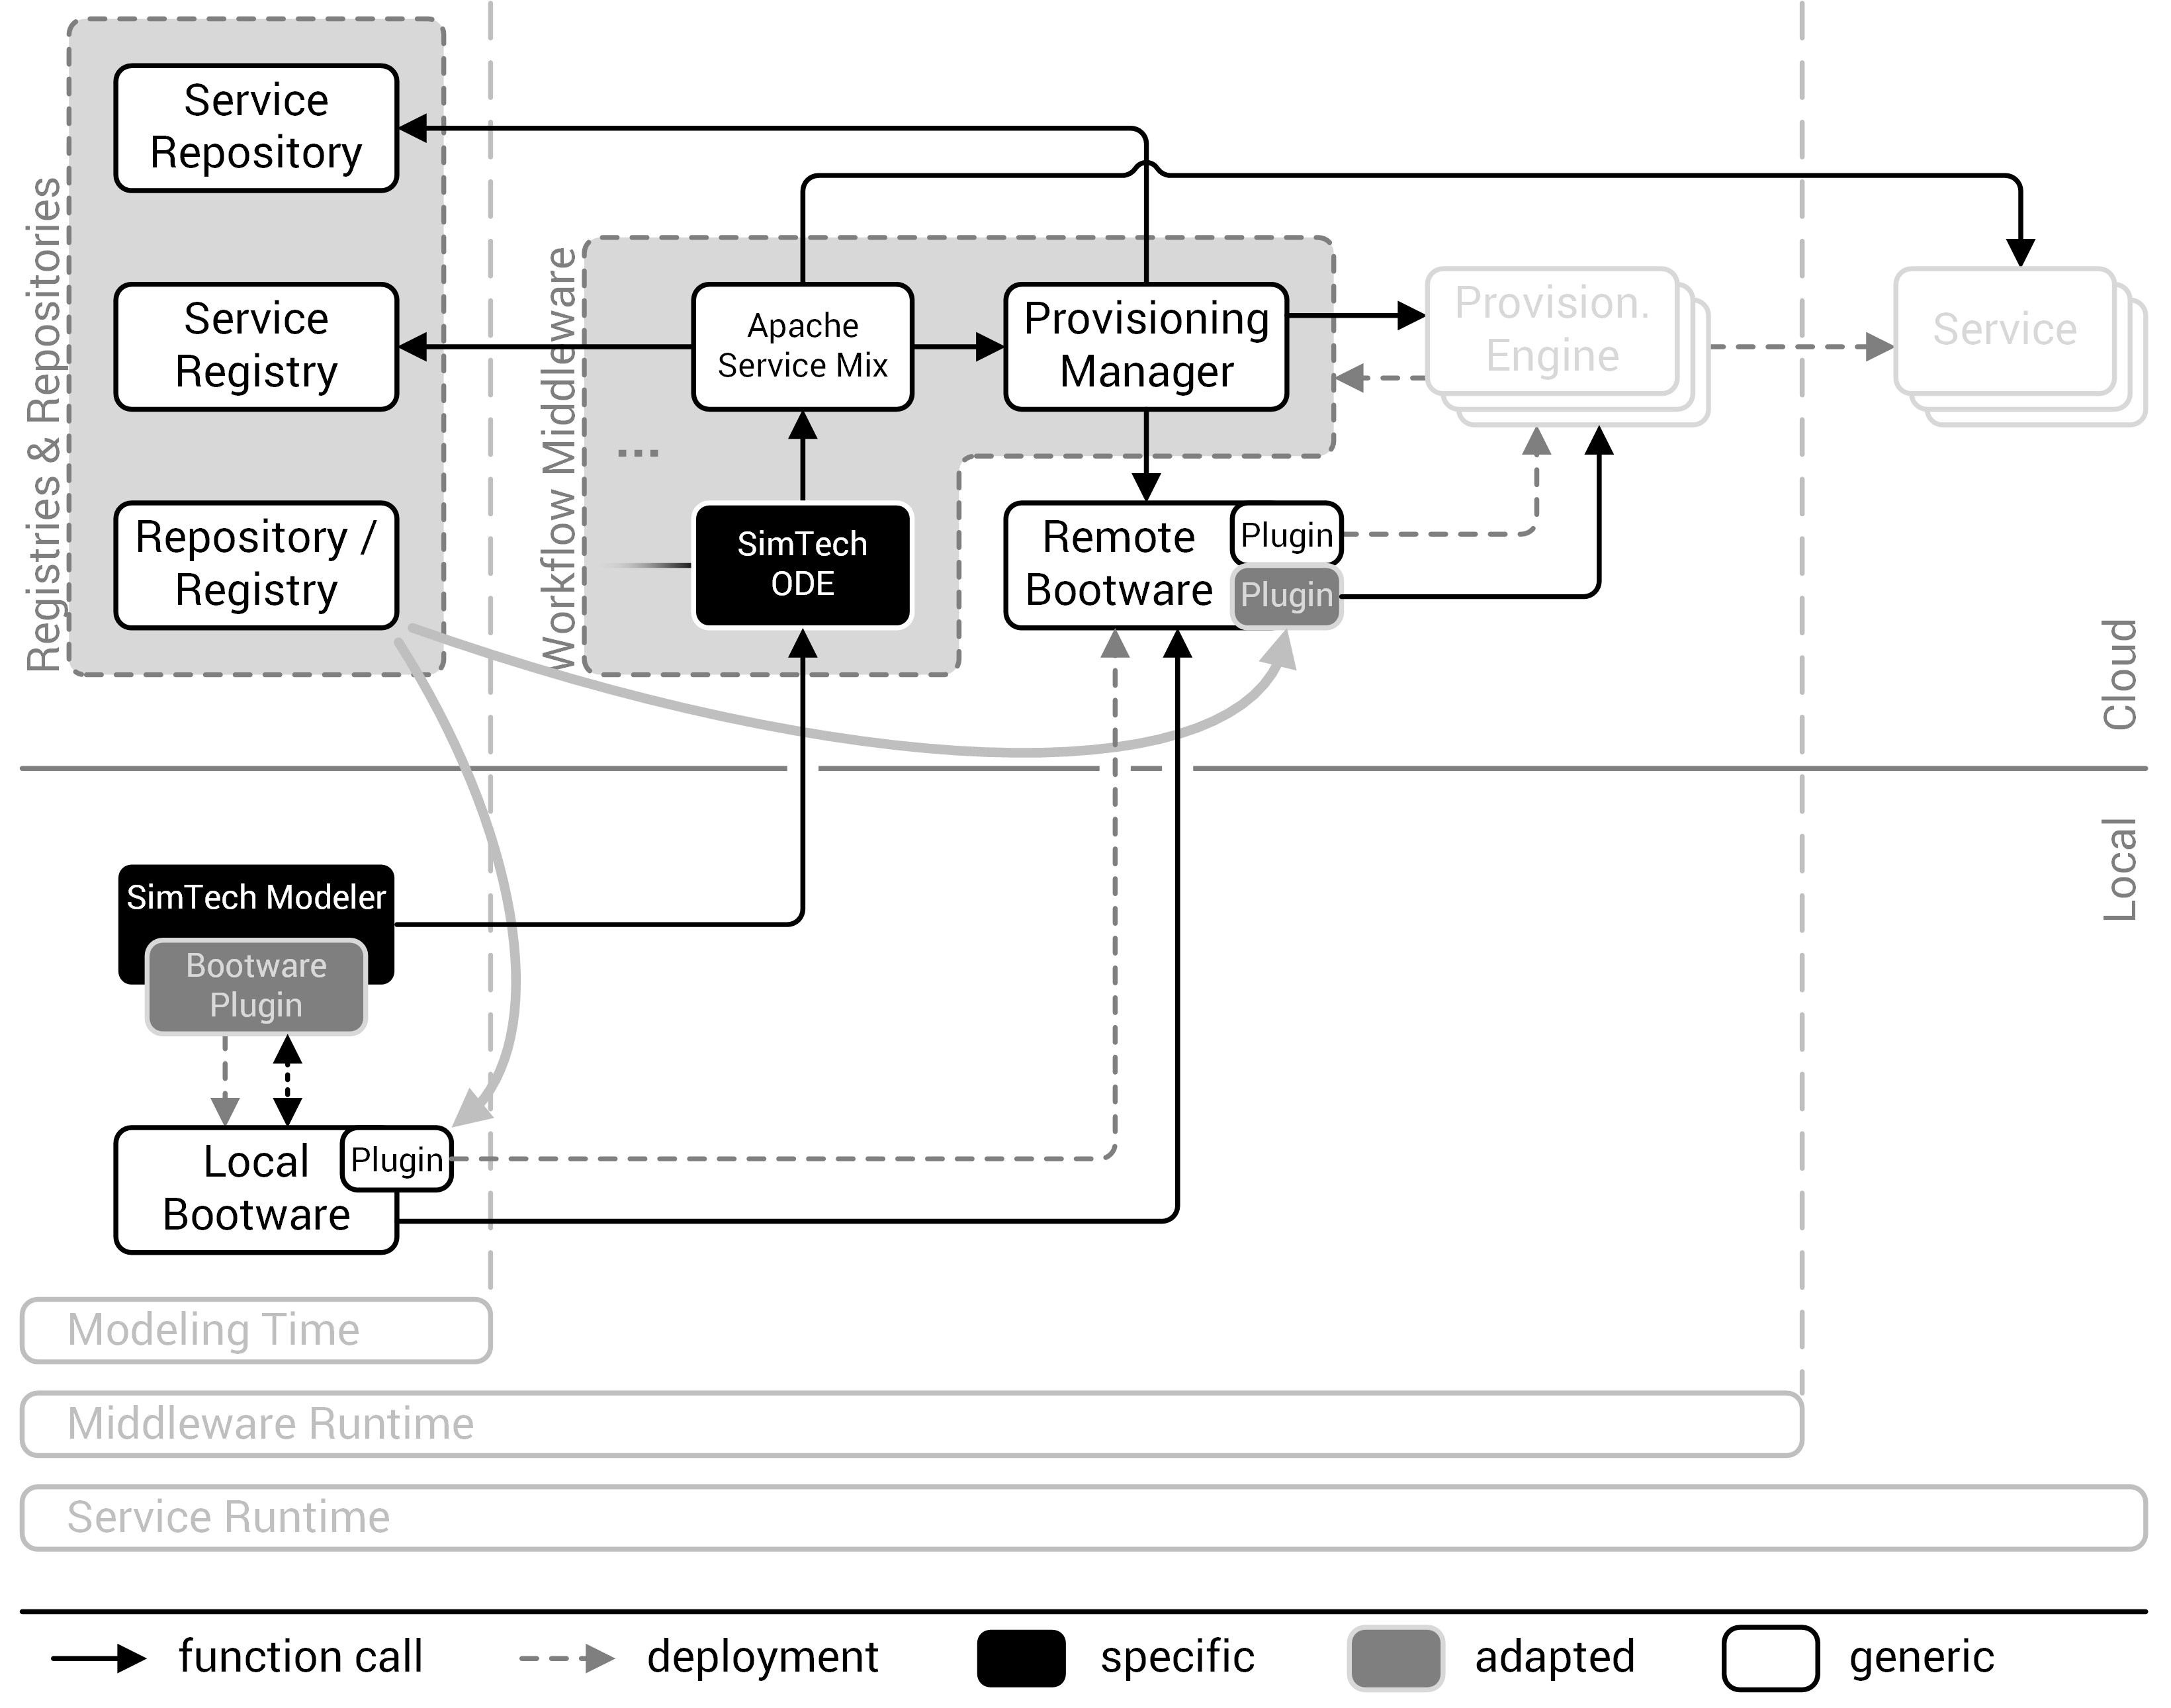 Registries & Repositories
Service
Repository
Service
Registry
Repository /
Registry
Workflow Middleware
Apache
Service Mix
Provisioning
Manager
Provision.
Engine
Service
...
SimTech
ODE
Remote
Bootware
Plugin
Plugin
Cloud
Local
SimTech Modeler
Bootware
Plugin
Local
Bootware
Plugin
Modeling Time
Middleware Runtime
Service Runtime
function call
deployment
specific
adapted
generic